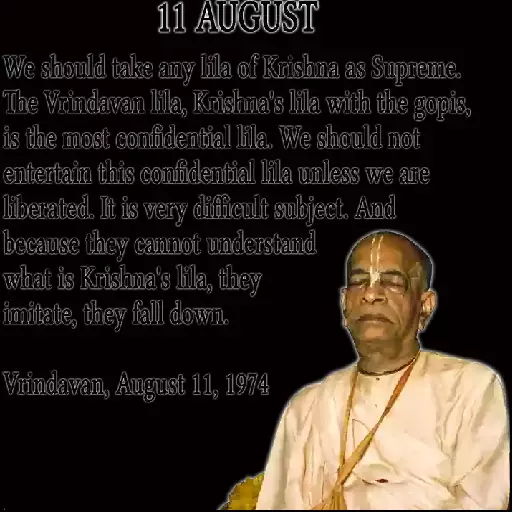 11 AUGUST
We should take any lila of Krishna as Supreme.
The Vrindavan lila, Krishna's lila with the gopis,
is the most confidential lila. We should not
entertain this confidential lila unless we are
liberated. It is very difficult subject. And
because they cannot understand
what is Krishna's lila, they
imitate, they fall down.
Vrindavan, August 11, 1974